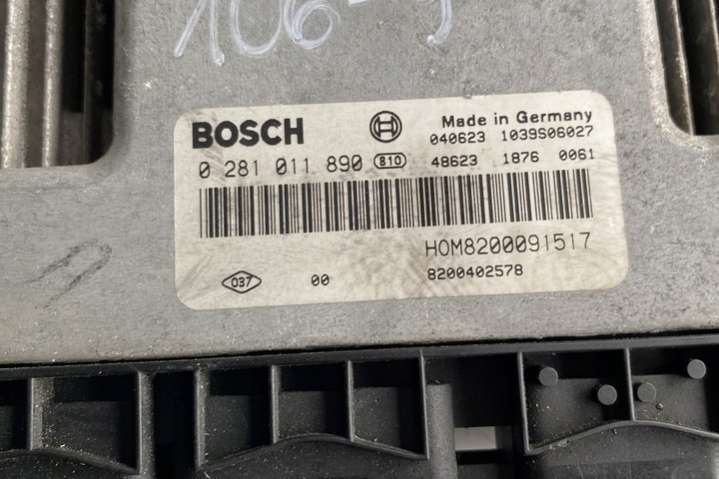 106-9
BOSCH
Made in Germany
040623 1039S06027
0 281 011 890 810 48623 1876 0061
HOM8200091517
037 00 8200402578